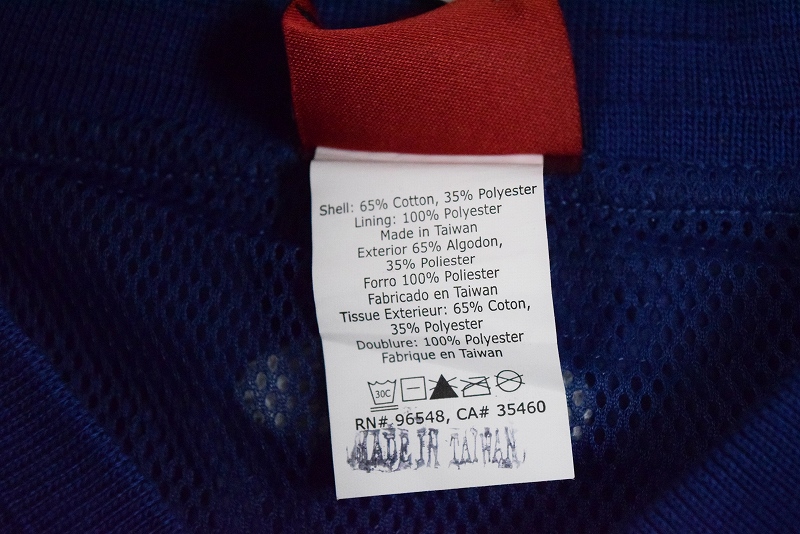 Shell: 65% Cotton, 35% Polyester
Lining: 100% Polyester
Made in Taiwan
Exterior 65% Algodon,
35% Poliester
Forro 100% Poliester
Fabricado en Taiwan
Tissue Exterieur: 65% Coton,
35% Polyester
Doublure: 100% Polyester
Fabrique en Taiwan
30C
RN# 96548, CA# 35460
MADE IN TAIWAN